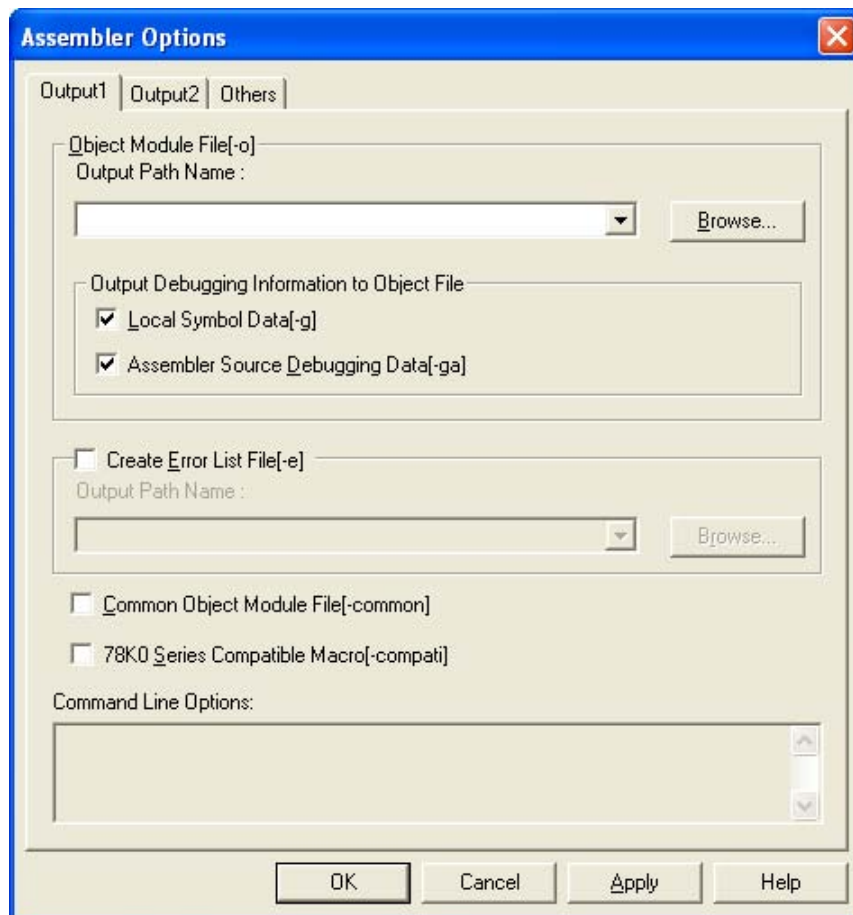 Assembler Options
Output1 Output2 Others
Object Module File[-o]
Output Path Name :
Browse...
Output Debugging Information to Object File
Local Symbol Data[-g]
Assembler Source Debugging Data[-ga]
Create Error List File[-e]
Output Path Name :
Browse...
Common Object Module File[-common]
78K0 Series Compatible Macro[-compati]
Command Line Options:
OK Cancel Apply Help